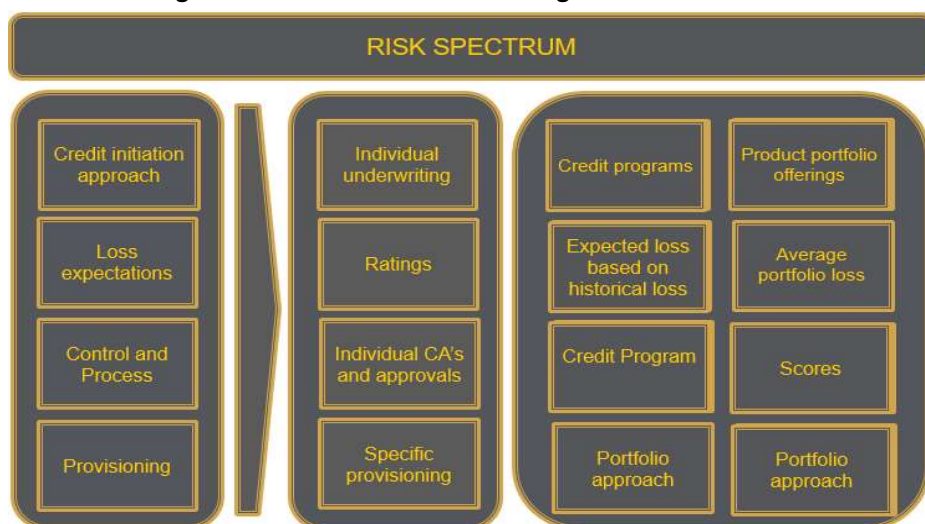 RISK SPECTRUM
Credit initiation
approach
Loss
expectations
Control and
Process
Provisioning
Individual
underwriting
Ratings
Individual CA's
and approvals
Specific
provisioning
Credit programs
Product portfolio
offerings
Expected loss
based on
historical loss
Average
portfolio loss
Credit Program
Scores
Portfolio
approach
Portfolio
approach